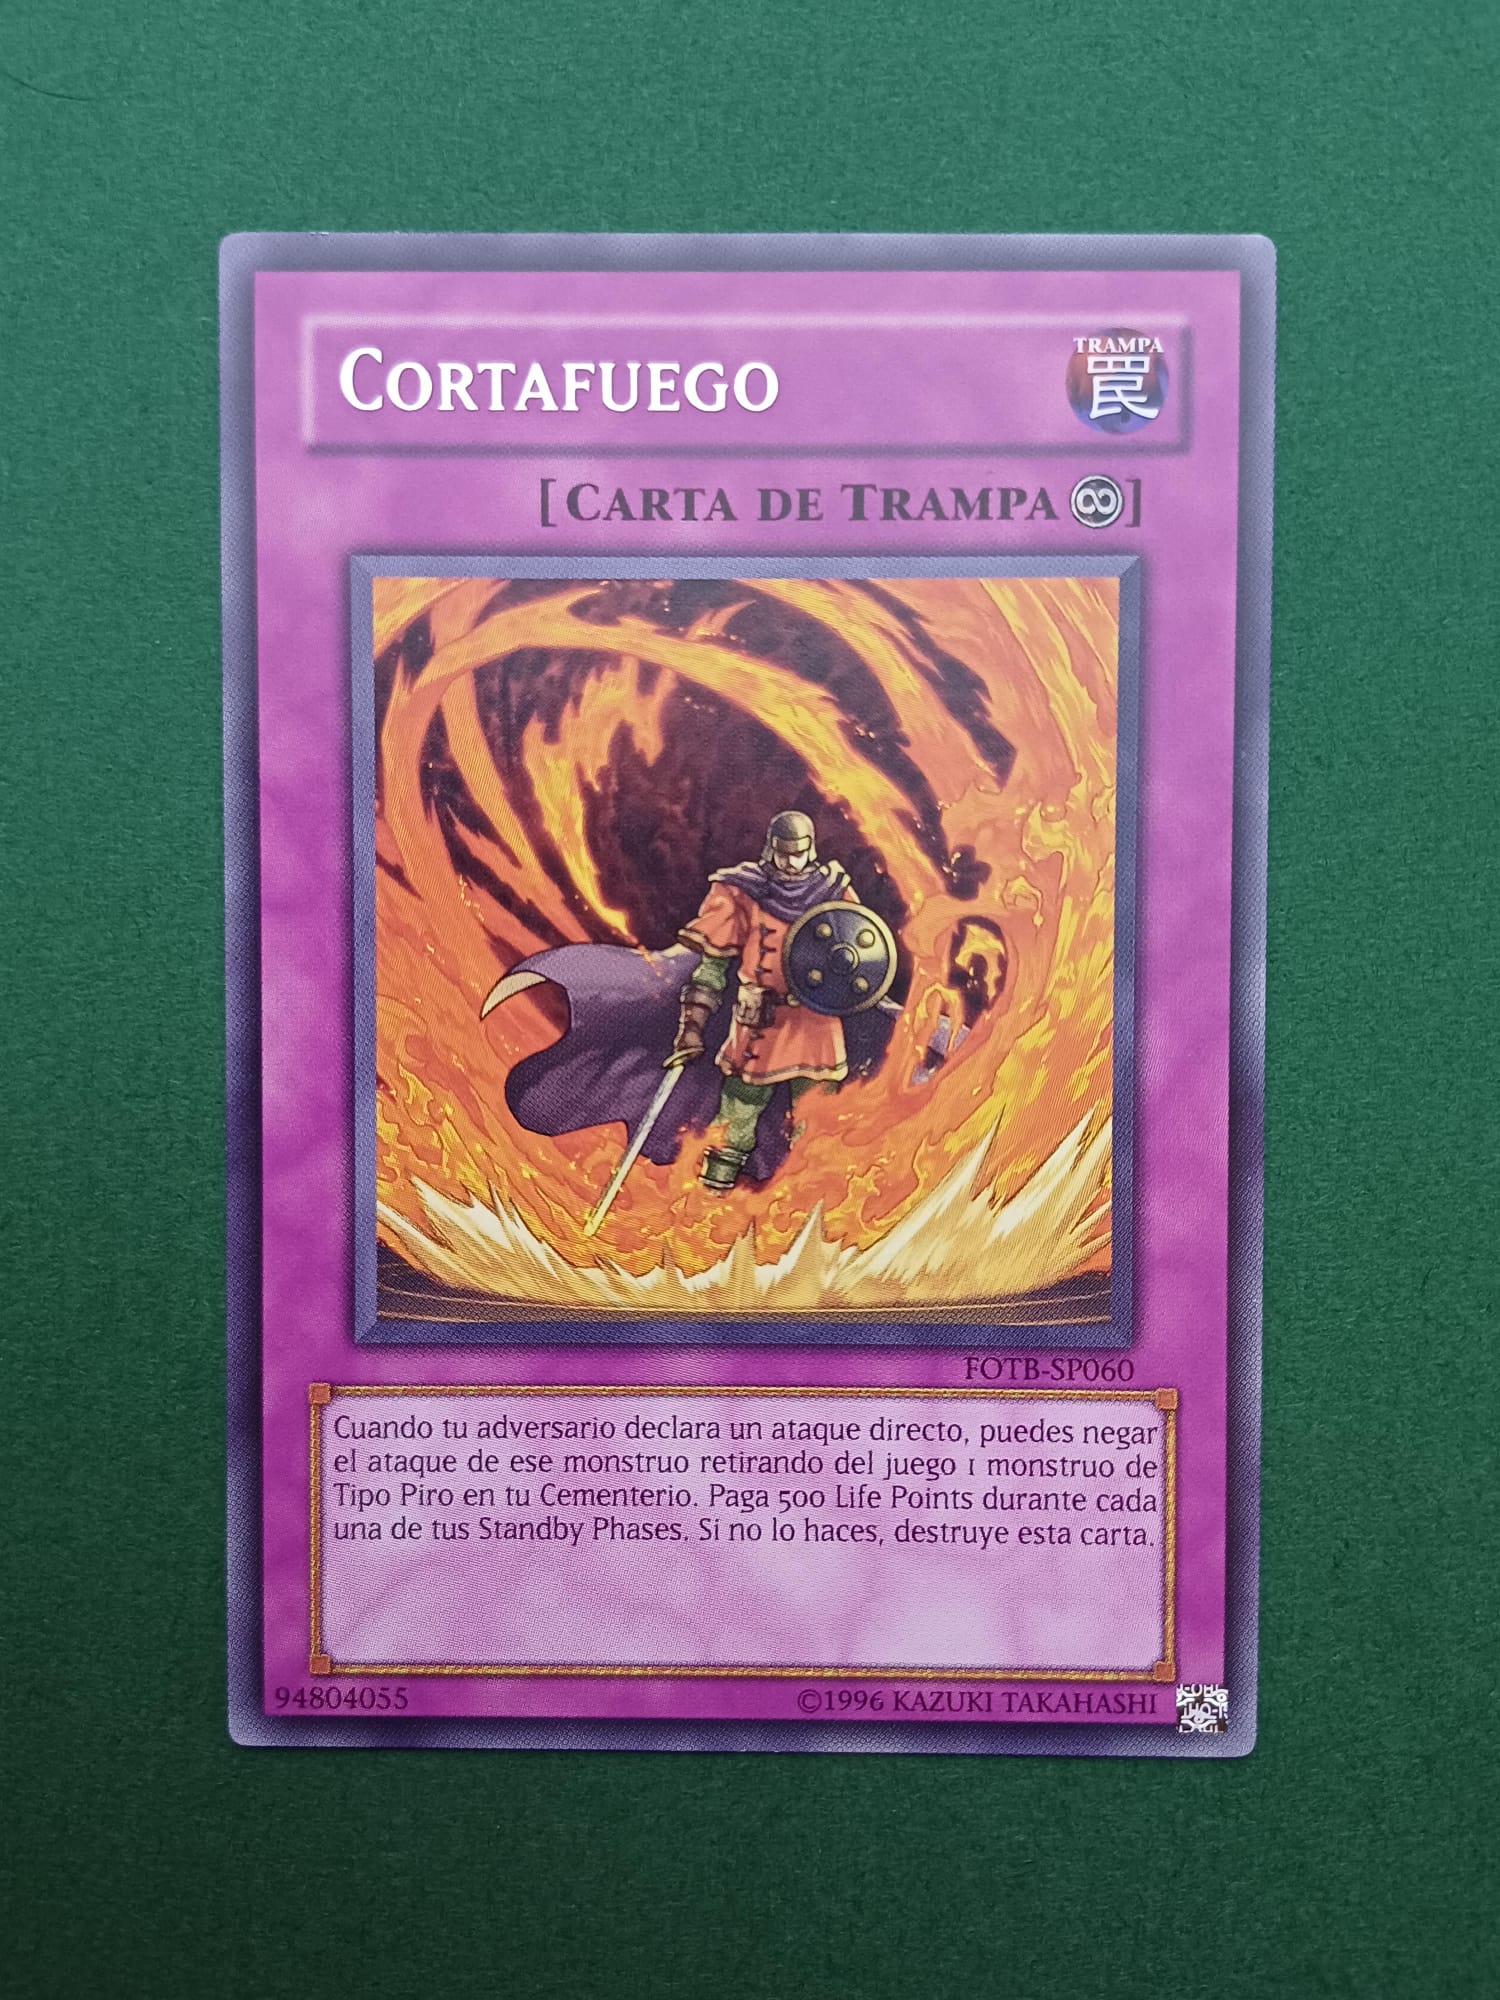 CORTAFUEGO
TRAMPA
罠
[CARTA DE TRAMPA]
FOTB-SP060
Cuando tu adversario declara un ataque directo, puedes negar
el ataque de ese monstruo retirando del juego 1 monstruo de
Tipo Piro en tu Cementerio. Paga 500 Life Points durante cada
una de tus Standby Phases. Si no lo haces, destruye esta carta.
94804055
©1996 KAZUKI TAKAHASHI